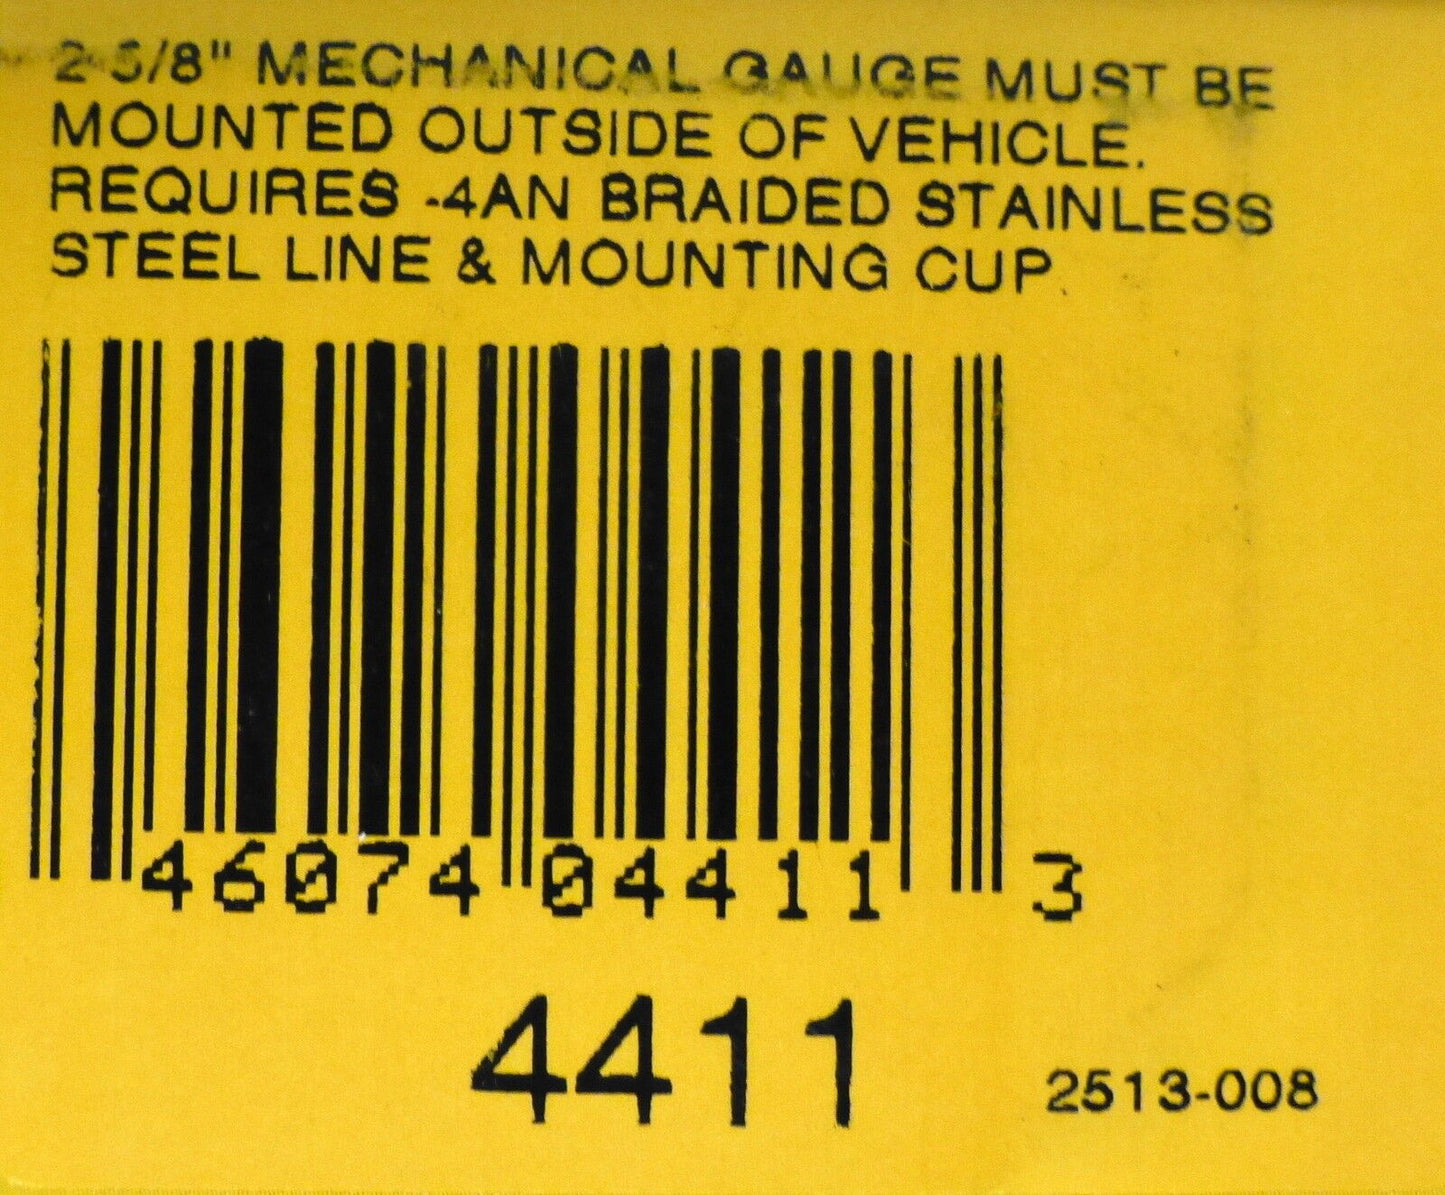 2-5/8" MECHANICAL GAUGE MUST BE
MOUNTED OUTSIDE OF VEHICLE.
REQUIRES -4AN BRAIDED STAINLESS
STEEL LINE & MOUNTING CUP.
46074 04411 3
4411
2513-008